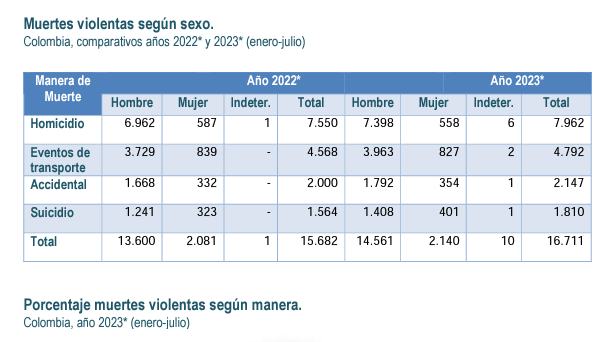 Muertes violentas según sexo.
Colombia, comparativos años 2022* y 2023* (enero-julio)
Manera de Muerte Año 2022* Año 2023*
Hombre Mujer Indeter. Total Hombre Mujer Indeter. Total
Homicidio 6.962 587 1 7.550 7.398 558 6 7.962
Eventos de transporte 3.729 839 - 4.568 3.963 827 2 4.792
Accidental 1.668 332 - 2.000 1.792 354 1 2.147
Suicidio 1.241 323 - 1.564 1.408 401 1 1.810
Total 13.600 2.081 1 15.682 14.561 2.140 10 16.711
Porcentaje muertes violentas según manera.
Colombia, año 2023* (enero-julio)